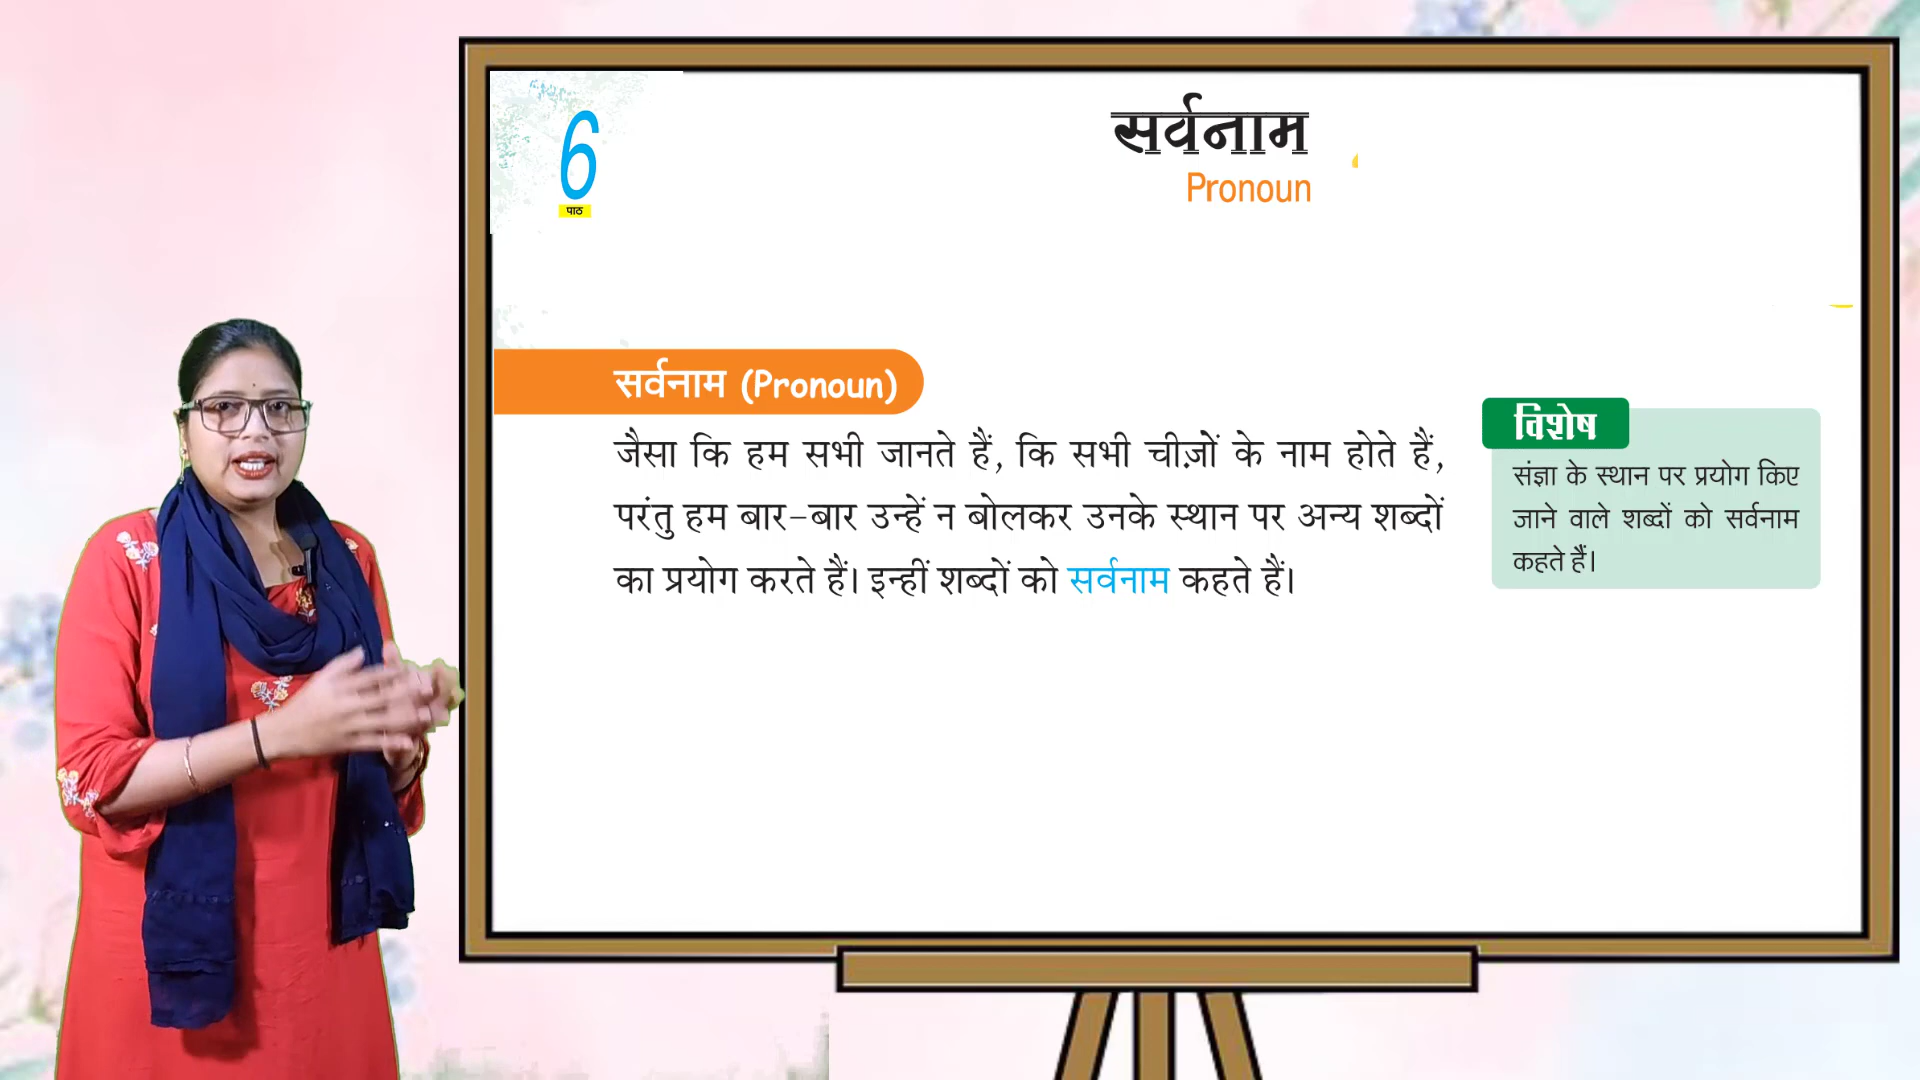 6
पाठ
सर्वनाम
Pronoun
सर्वनाम (Pronoun)
जैसा कि हम सभी जानते हैं, कि सभी चीज़ों के नाम होते हैं,
परंतु हम बार-बार उन्हें न बोलकर उनके स्थान पर अन्य शब्दों
का प्रयोग करते हैं। इन्हीं शब्दों को सर्वनाम कहते हैं।
विशेष
संज्ञा के स्थान पर प्रयोग किए
जाने वाले शब्दों को सर्वनाम
कहते हैं।